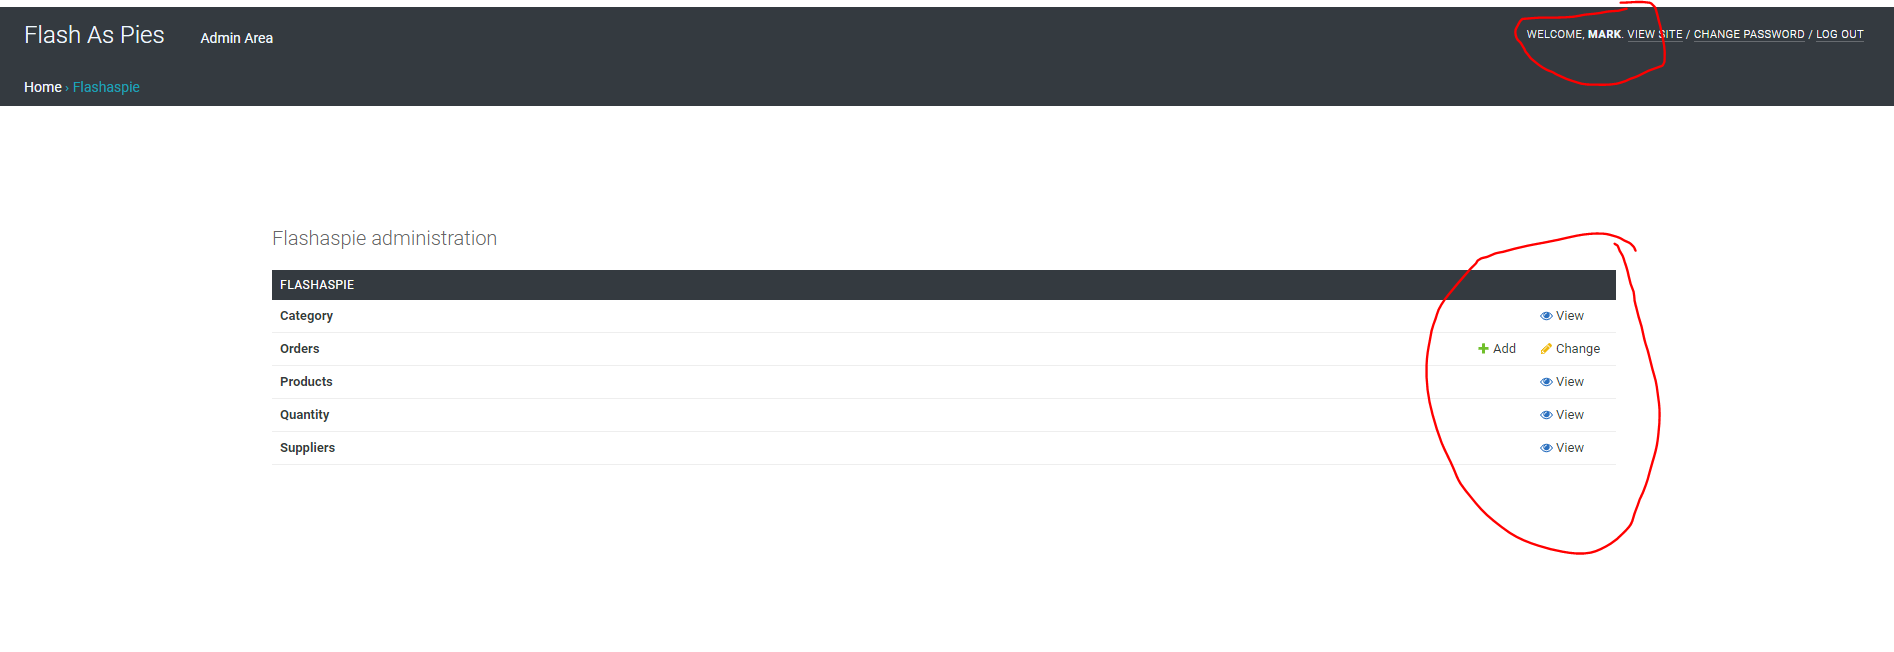 Flash As Pies Admin Area WELCOME, MARK. VIEW SITE / CHANGE PASSWORD / LOG OUT
Home › Flashaspie
Flashaspie administration
FLASHASPIE
Category View
Orders Add Change
Products View
Quantity View
Suppliers View